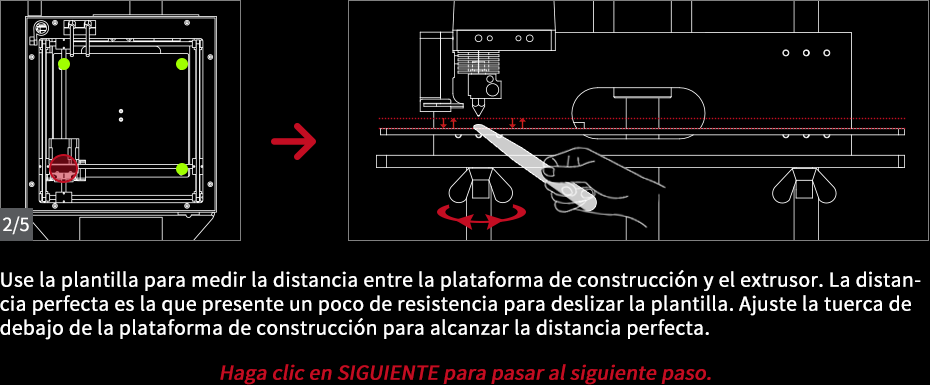 2/5
Use la plantilla para medir la distancia entre la plataforma de construcción y el extrusor. La distan-
cia perfecta es la que presente un poco de resistencia para deslizar la plantilla. Ajuste la tuerca de
debajo de la plataforma de construcción para alcanzar la distancia perfecta.
Haga clic en SIGUIENTE para pasar al siguiente paso.